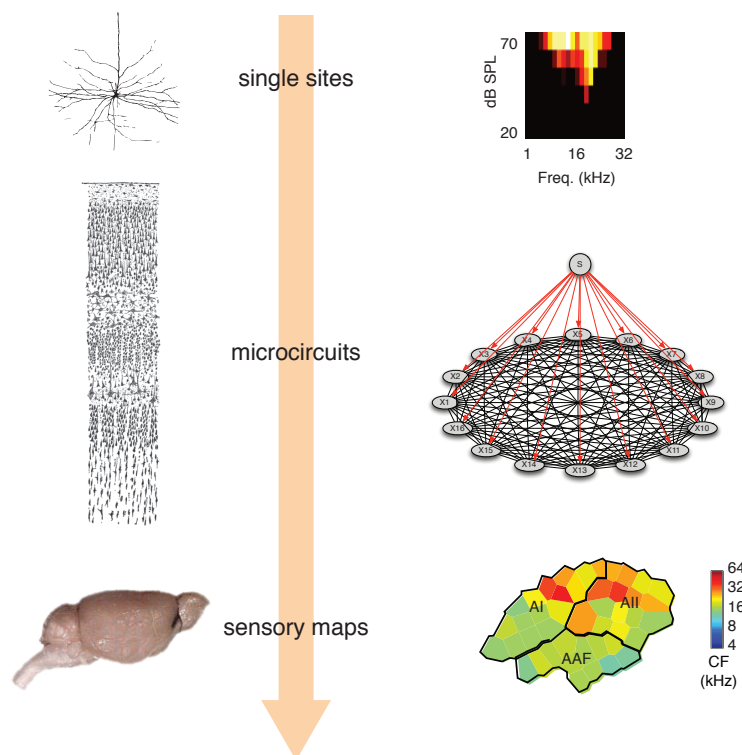 single sites
70
dB SPL
20
1
16
32
Freq. (kHz)
S
X5
X4
X6
X3
X7
X2
X8
X1
X9
X16
X10
X15
X11
X14
X12
X13
microcircuits
sensory maps
AI
AII
AAF
64
32
16
8
4
CF
(kHz)